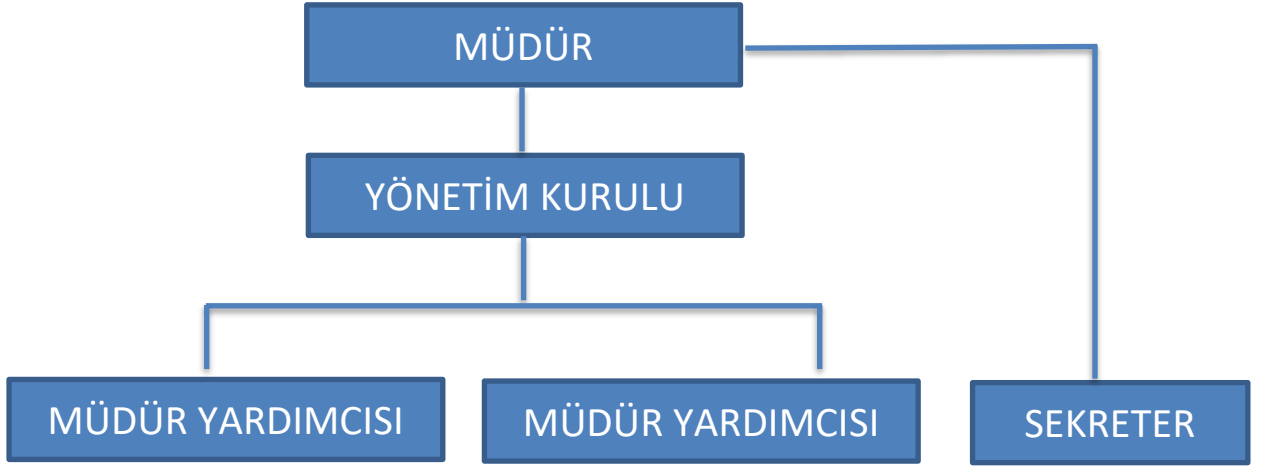 MÜDÜR
YÖNETİM KURULU
MÜDÜR YARDIMCISI
MÜDÜR YARDIMCISI
SEKRETER